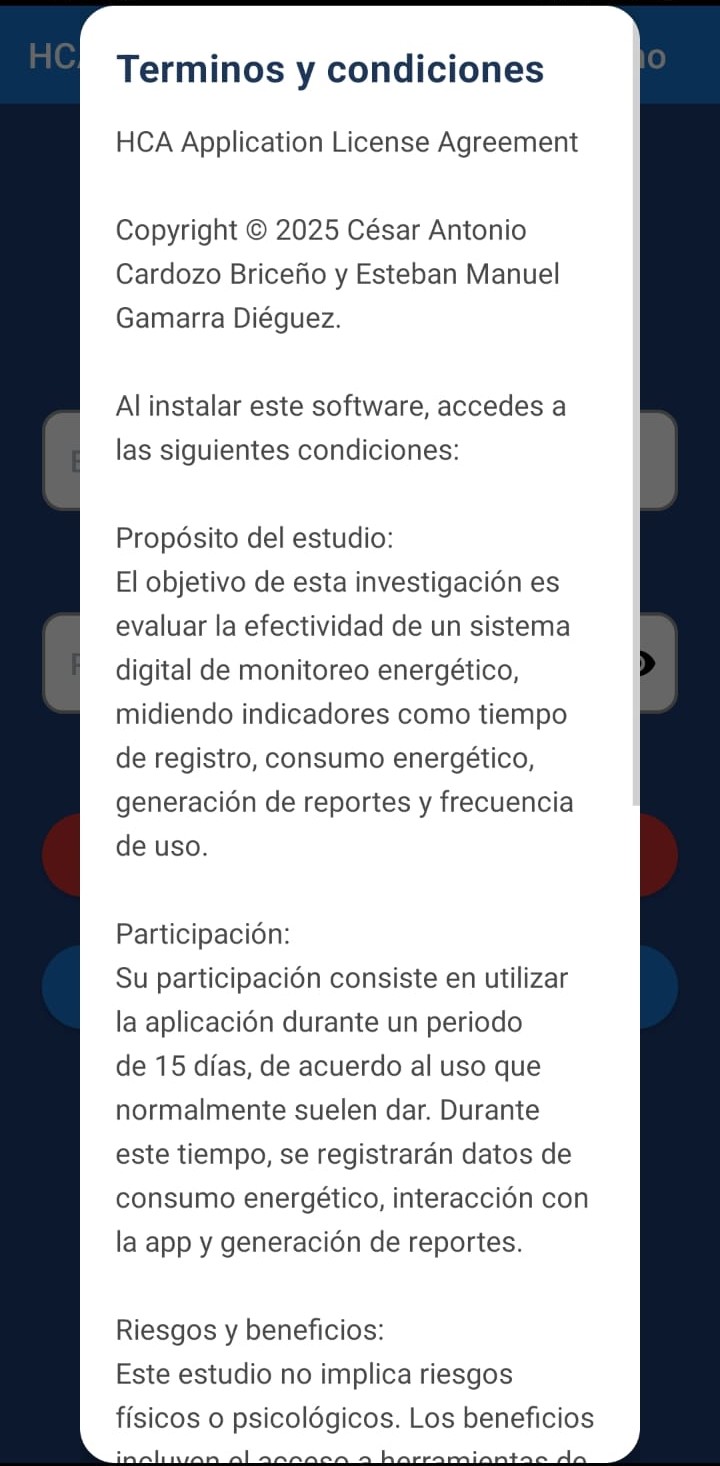 Terminos y condiciones
HCA Application License Agreement
Copyright © 2025 César Antonio
Cardozo Briceño y Esteban Manuel
Gamarra Diéguez.
Al instalar este software, accedes a
las siguientes condiciones:
Propósito del estudio:
El objetivo de esta investigación es
evaluar la efectividad de un sistema
digital de monitoreo energético,
midiendo indicadores como tiempo
de registro, consumo energético,
generación de reportes y frecuencia
de uso.
Participación:
Su participación consiste en utilizar
la aplicación durante un periodo
de 15 días, de acuerdo al uso que
normalmente suelen dar. Durante
este tiempo, se registrarán datos de
consumo energético, interacción con
la app y generación de reportes.
Riesgos y beneficios:
Este estudio no implica riesgos
físicos o psicológicos. Los beneficios
incluyen el acceso a herramientas de